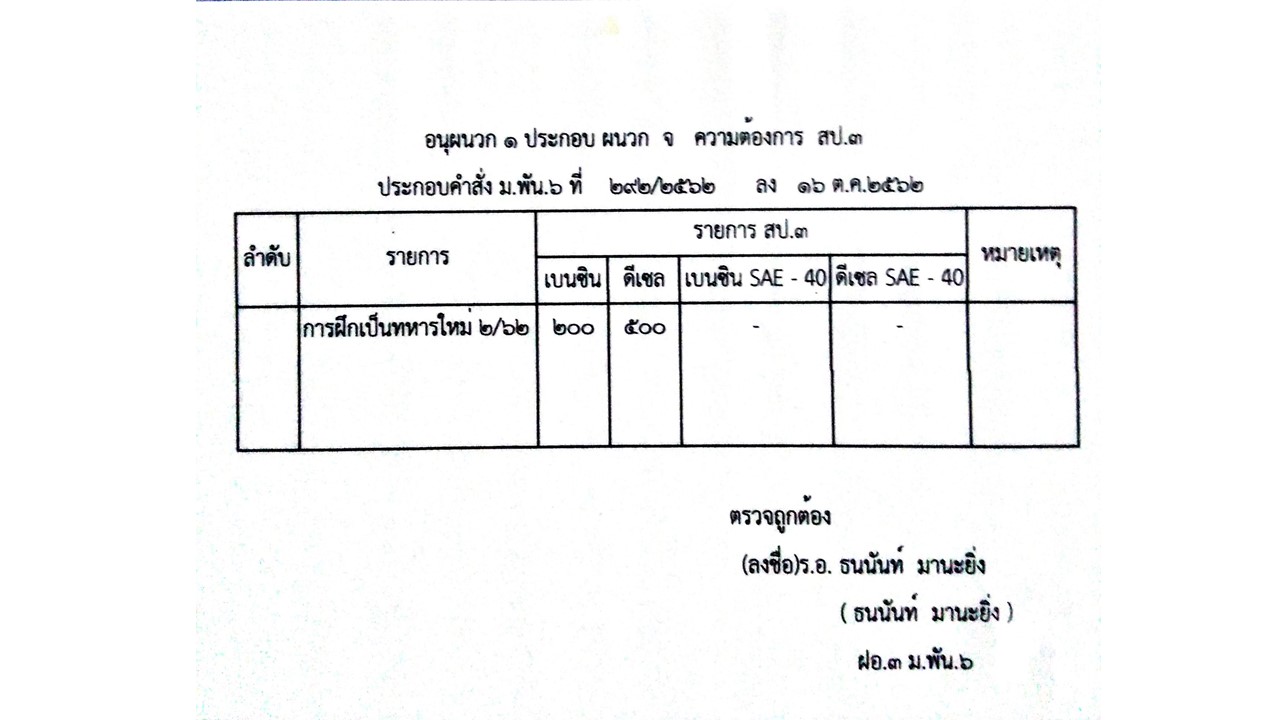 อนุผนวก ๑ ประกอบ ผนวก จ ความต้องการ สป.๓
ประกอบคำสั่ง ม.พัน.๖ ที่ ๒๙๒/๒๕๖๒ ลง ๑๖ ต.ค.๒๕๖๒
ลำดับ รายการ รายการ สป.๓ หมายเหตุ
เบนซิน ดีเซล เบนซิน SAE - 40 ดีเซล SAE - 40
การฝึกเป็นทหารใหม่ ๒/๖๒ ๒๐๐ ๕๐๐ - -
ตรวจถูกต้อง
(ลงชื่อ)ร.อ. ธนนันท์ มานะยิ่ง
( ธนนันท์ มานะยิ่ง )
ฝอ.๓ ม.พัน.๖